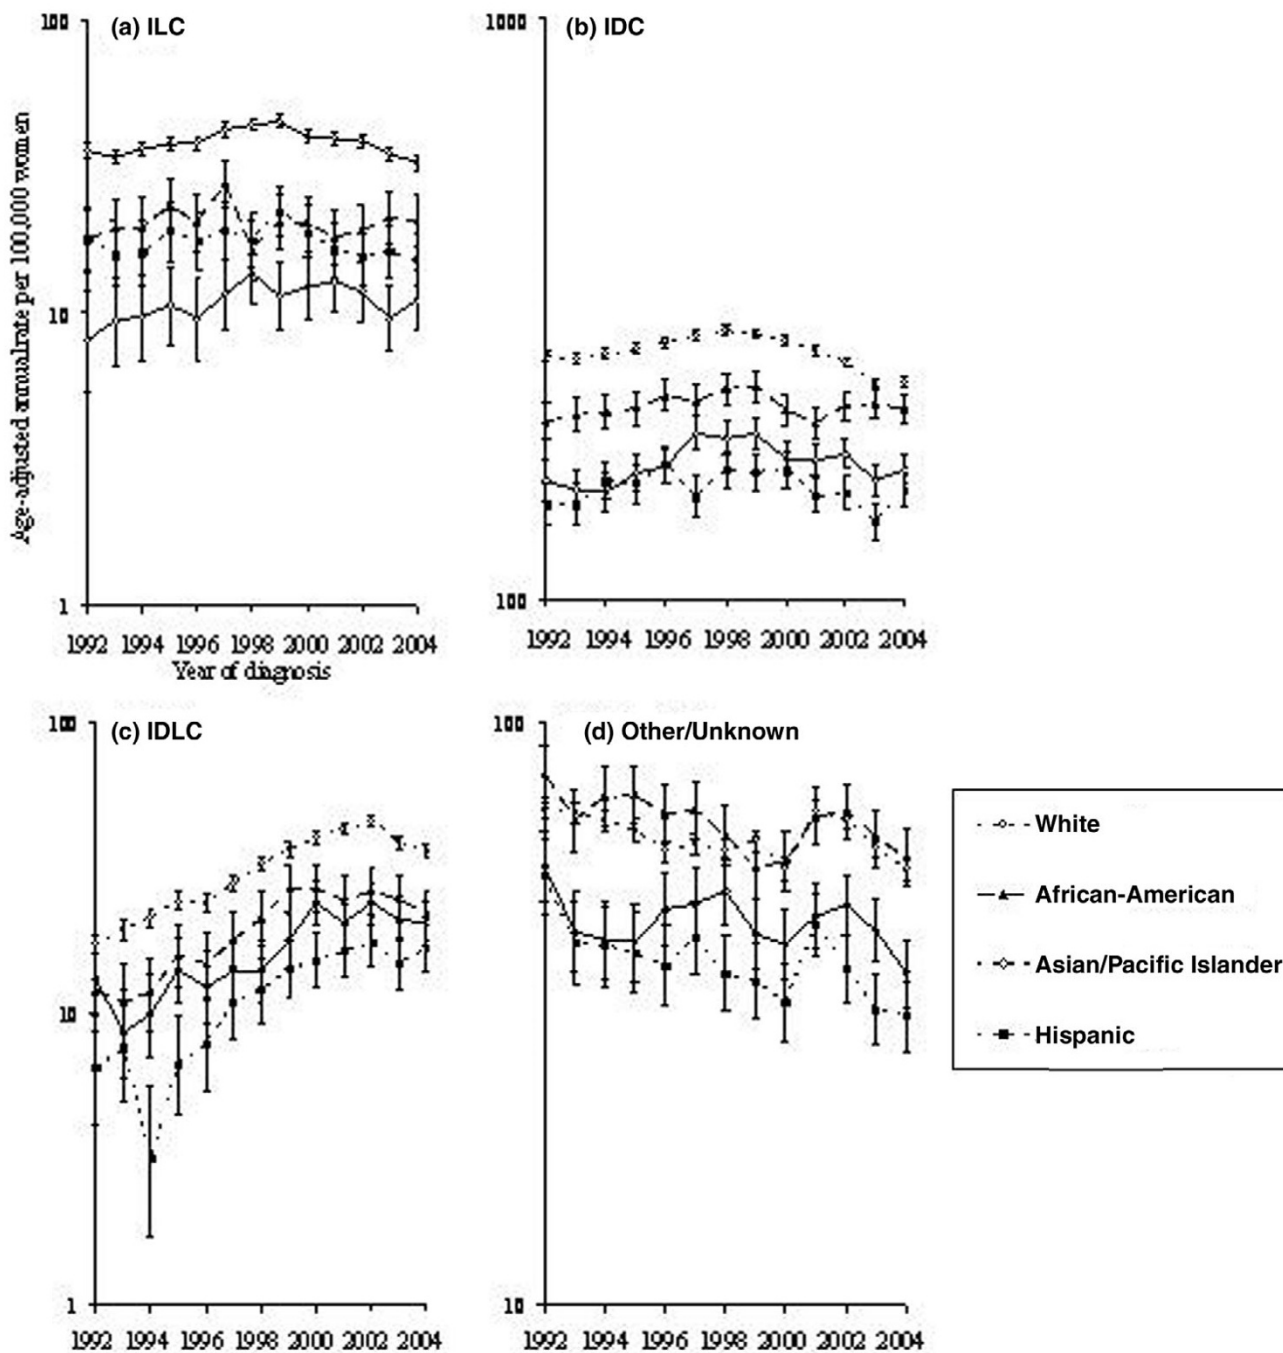 (a) ILC
100
10
1
Age-adjusted annual rate per 100,000 women
1992 1994 1996 1998 2000 2002 2004
Year of diagnosis
(b) IDC
1000
100
1992 1994 1996 1998 2000 2002 2004
(c) IDLC
100
10
1
1992 1994 1996 1998 2000 2002 2004
(d) Other/Unknown
100
10
1992 1994 1996 1998 2000 2002 2004
White
African-American
Asian/Pacific Islander
Hispanic